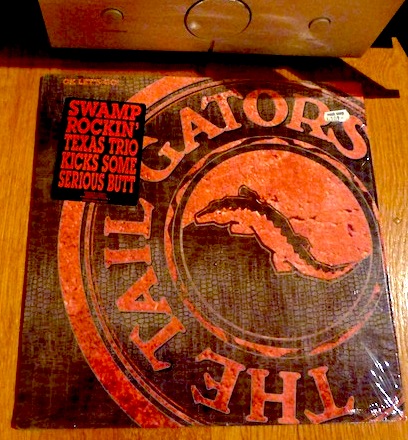 OK LET'S GO!
SWAMP
ROCKIN'
TEXAS TRIO
KICKS SOME
SERIOUS BUTT
THE TAIL GATORS